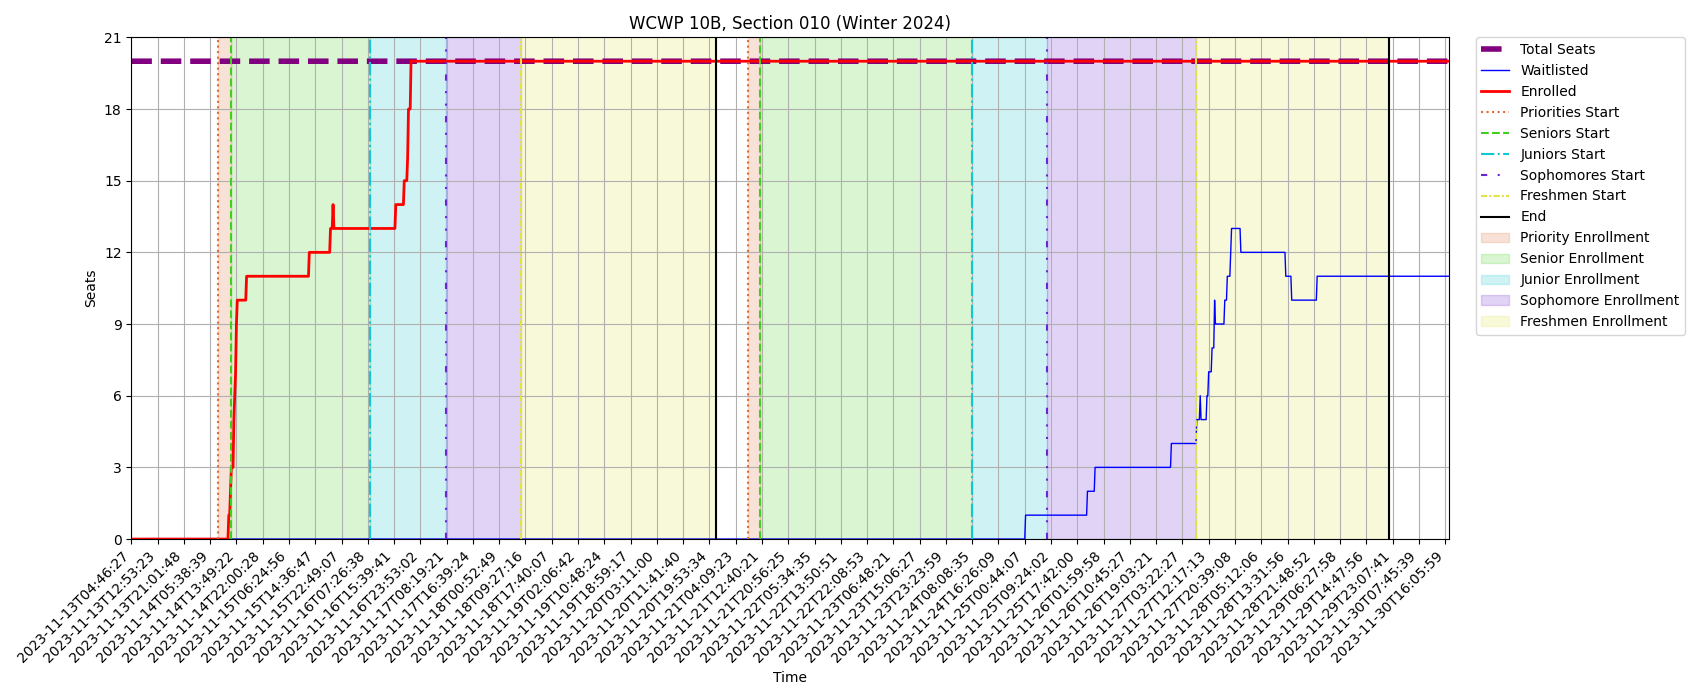 WCWP 10B, Section 010 (Winter 2024)
21
18
15
12
9
6
3
0
Seats
2023-11-13T04:46:27
2023-11-13T12:53:23
2023-11-13T21:01:48
2023-11-14T05:38:39
2023-11-14T13:49:22
2023-11-14T22:00:28
2023-11-15T06:24:56
2023-11-15T14:36:47
2023-11-15T22:49:07
2023-11-16T07:26:38
2023-11-16T15:39:41
2023-11-16T23:53:02
2023-11-17T08:19:21
2023-11-17T16:39:24
2023-11-18T00:52:49
2023-11-18T09:27:16
2023-11-18T17:40:07
2023-11-19T02:06:42
2023-11-19T10:48:24
2023-11-19T18:59:17
2023-11-20T03:11:00
2023-11-20T11:41:40
2023-11-20T19:53:34
2023-11-21T04:09:23
2023-11-21T12:40:21
2023-11-21T20:56:25
2023-11-22T05:34:35
2023-11-22T13:50:51
2023-11-22T22:08:53
2023-11-23T06:48:21
2023-11-23T15:06:27
2023-11-23T23:23:59
2023-11-24T08:08:35
2023-11-24T16:26:09
2023-11-25T00:44:07
2023-11-25T09:24:02
2023-11-25T17:42:00
2023-11-26T01:59:58
2023-11-26T10:45:27
2023-11-26T19:03:21
2023-11-27T03:22:27
2023-11-27T12:17:13
2023-11-27T20:39:08
2023-11-28T05:12:06
2023-11-28T13:31:56
2023-11-28T21:48:52
2023-11-29T06:27:58
2023-11-29T14:47:56
2023-11-29T23:07:41
2023-11-30T07:45:39
2023-11-30T16:05:59
Time
Total Seats
Waitlisted
Enrolled
Priorities Start
Seniors Start
Juniors Start
Sophomores Start
Freshmen Start
End
Priority Enrollment
Senior Enrollment
Junior Enrollment
Sophomore Enrollment
Freshmen Enrollment